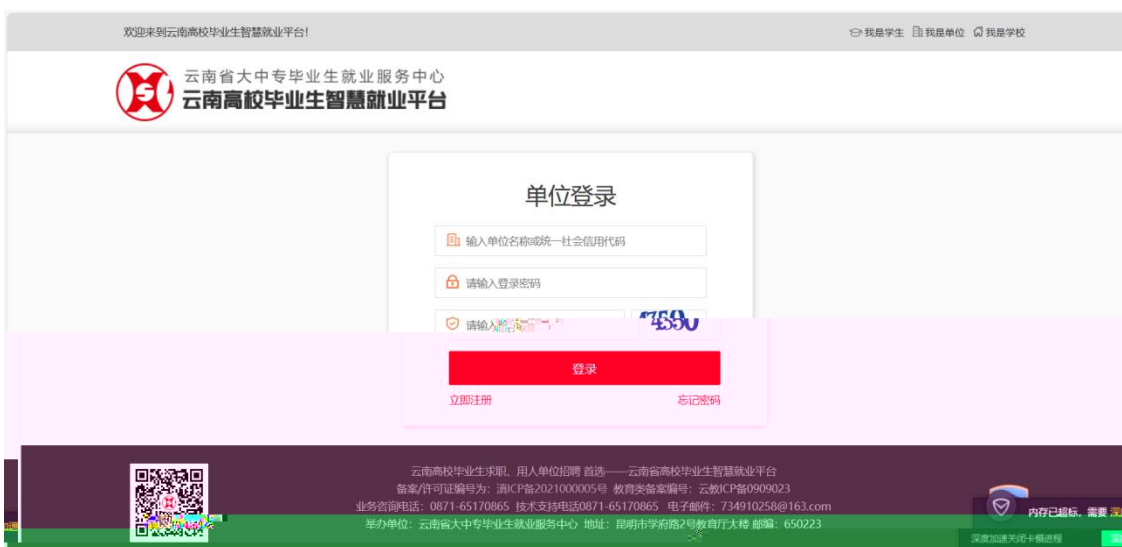 欢迎来到云南高校毕业生智慧就业平台!
我是学生 我是单位 我是学校
云南省大中专毕业生就业服务中心
云南高校毕业生智慧就业平台
单位登录
输入单位名称或统一社会信用代码
请输入登录密码
请输入
登录
立即注册 忘记密码
云南高校毕业生求职、用人单位招聘 首选——云南省高校毕业生智慧就业平台
备案/许可证编号为: 滇ICP备2021000005号 教育类备案编号: 云教ICP备0909023
业务咨询电话: 0871-65170865 技术支持电话0871-65170865 电子邮件: 734910258@163.com
举办单位: 云南省大中专毕业生就业服务中心 地址: 昆明市学府路2号教育厅大楼 邮编: 650223
内存已超标, 需要
深度加速关闭卡顿进程